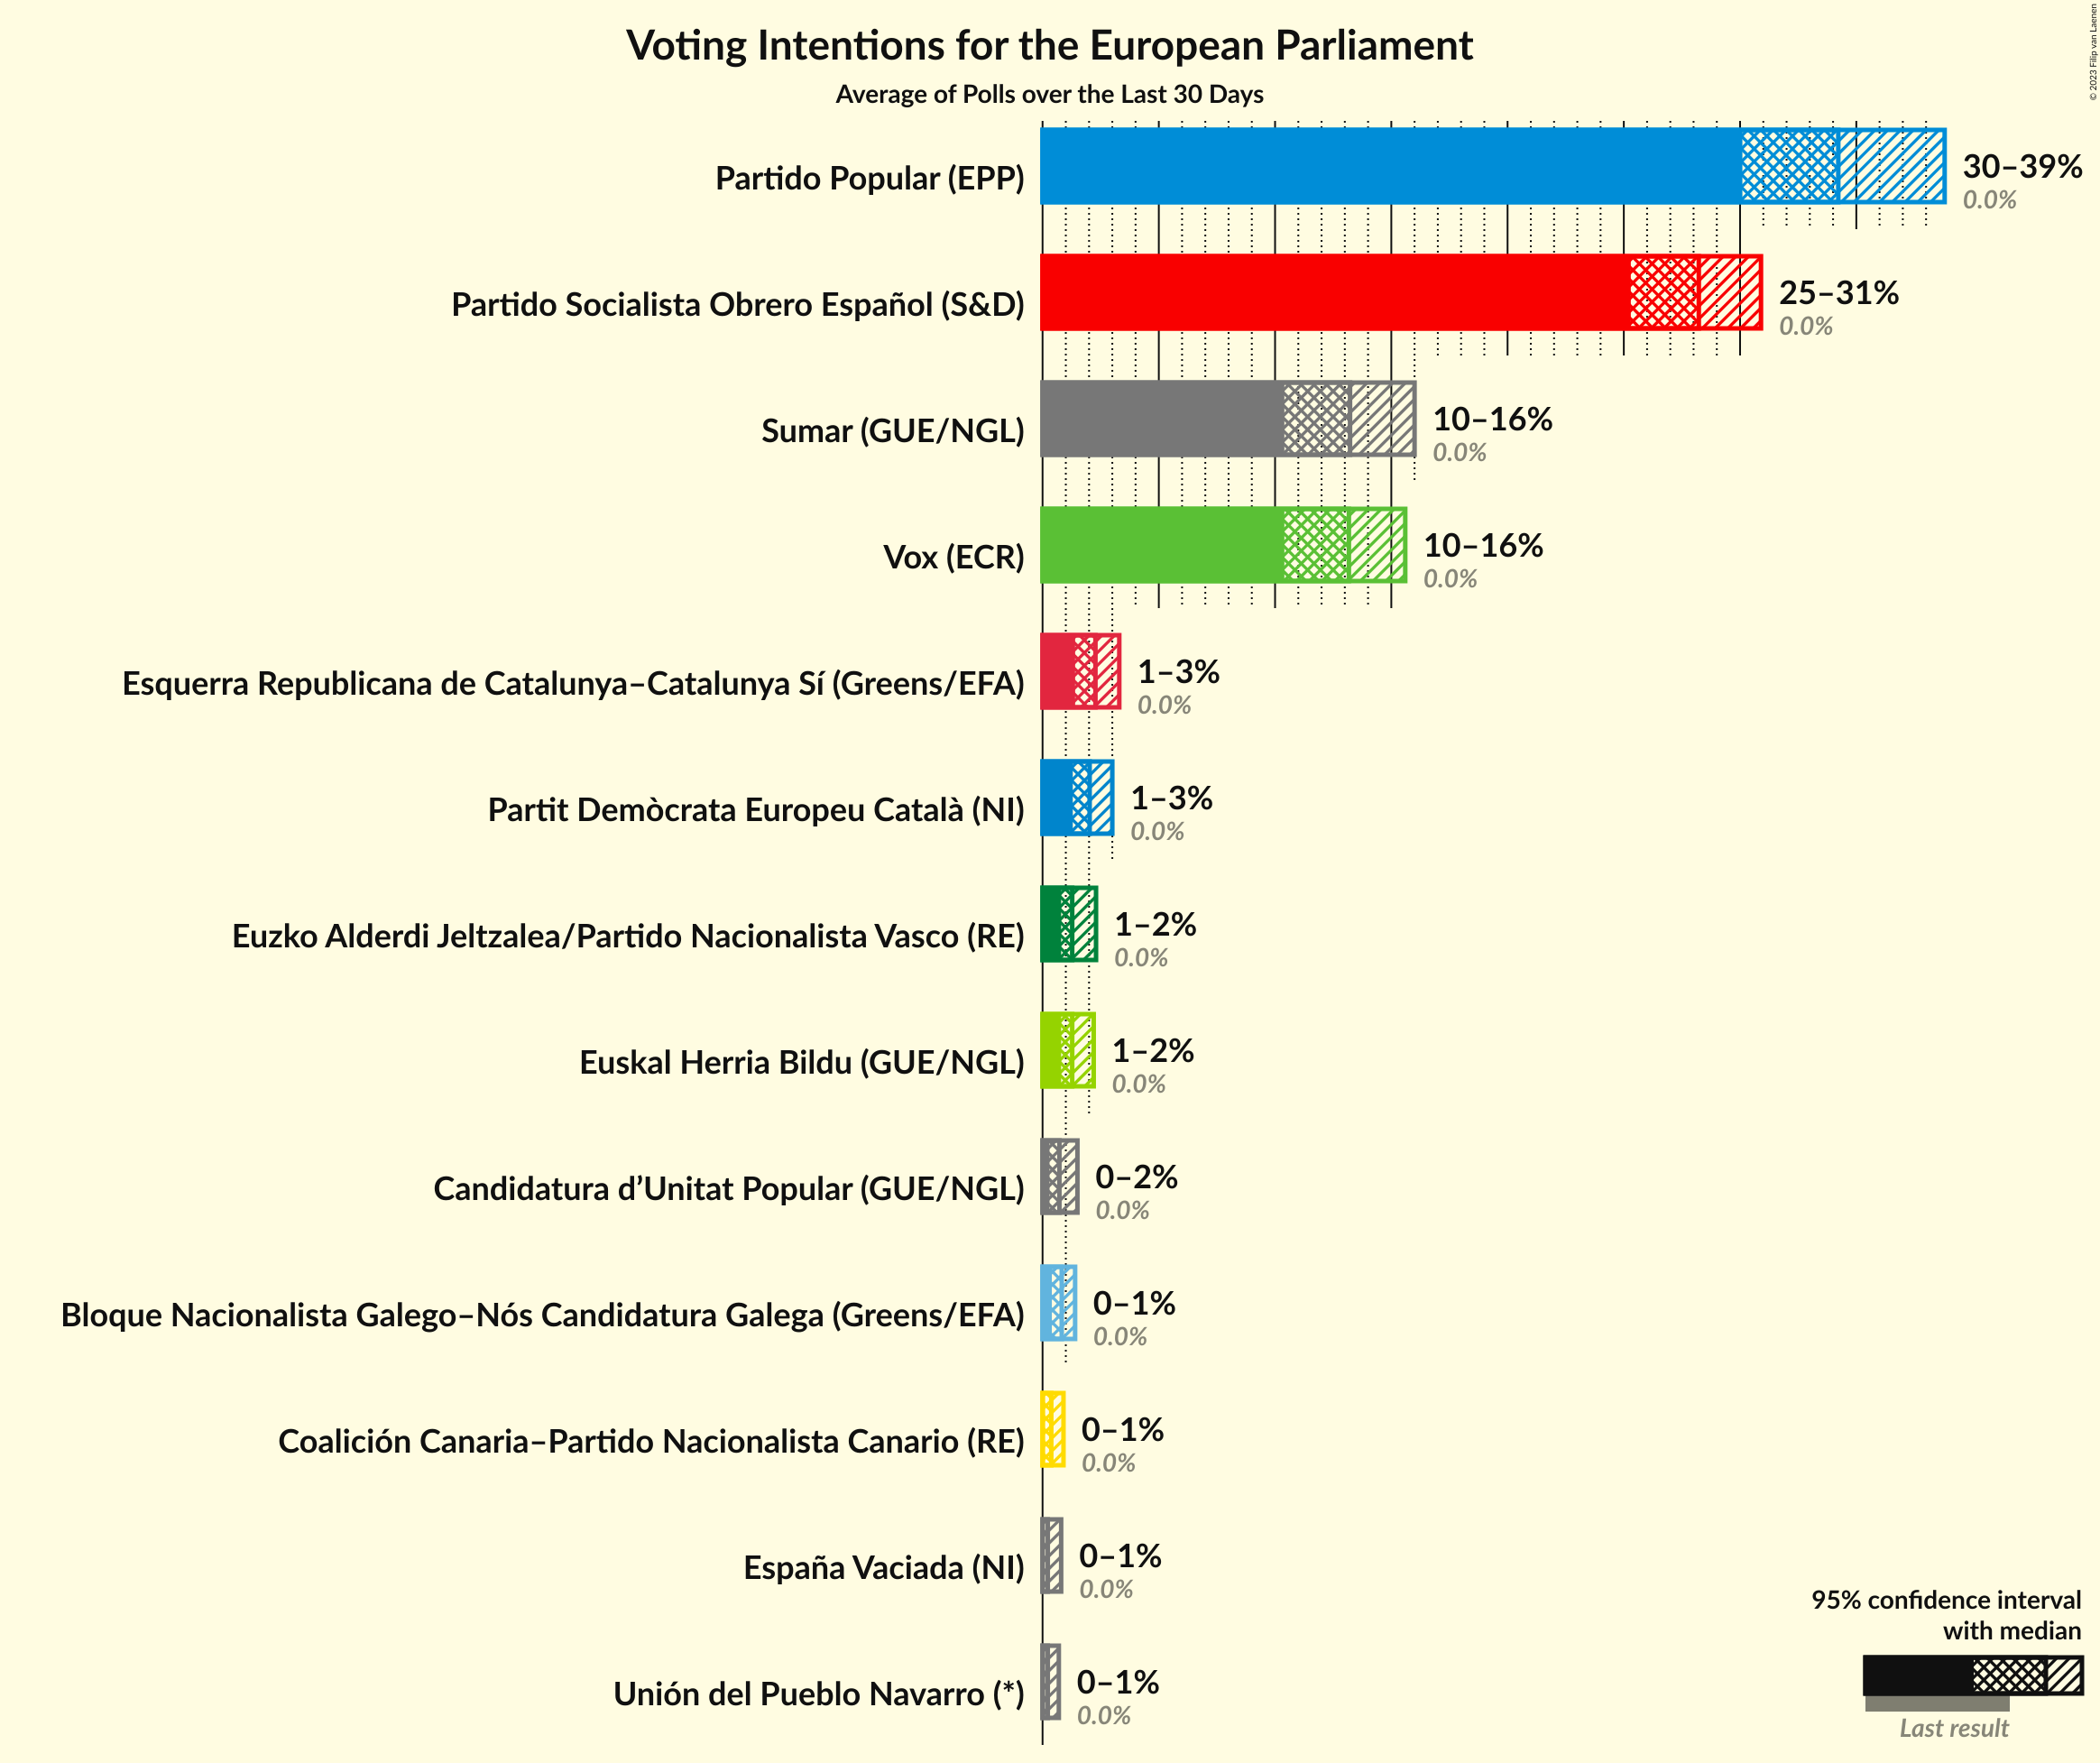 Voting Intentions for the European Parliament
Average of Polls over the Last 30 Days
© 2023 Filip van Laenen
Partido Popular (EPP)
30–39%
0.0%
Partido Socialista Obrero Español (S&D)
25–31%
0.0%
Sumar (GUE/NGL)
10–16%
0.0%
Vox (ECR)
10–16%
0.0%
Esquerra Republicana de Catalunya–Catalunya Sí (Greens/EFA)
1–3%
0.0%
Partit Demòcrata Europeu Català (NI)
1–3%
0.0%
Euzko Alderdi Jeltzalea/Partido Nacionalista Vasco (RE)
1–2%
0.0%
Euskal Herria Bildu (GUE/NGL)
1–2%
0.0%
Candidatura d’Unitat Popular (GUE/NGL)
0–2%
0.0%
Bloque Nacionalista Galego–Nós Candidatura Galega (Greens/EFA)
0–1%
0.0%
Coalición Canaria–Partido Nacionalista Canario (RE)
0–1%
0.0%
España Vaciada (NI)
0–1%
0.0%
Unión del Pueblo Navarro (*)
0–1%
0.0%
95% confidence interval
with median
Last result